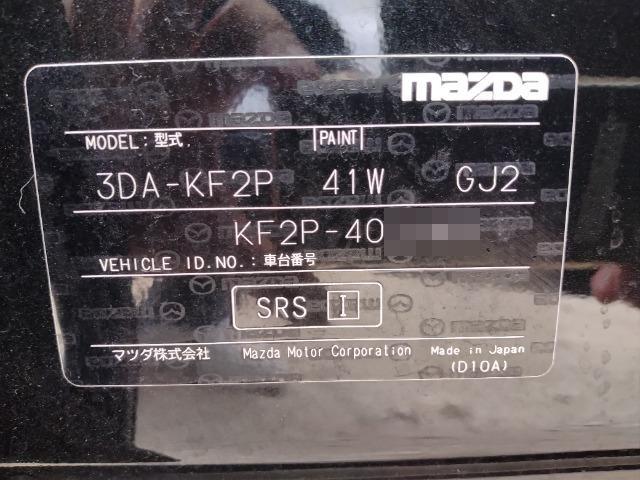 mazda
MODEL: 型式 PAINT
3DA-KF2P 41W GJ2
KF2P-40
VEHICLE ID.NO.: 車台番号
SRS I
マツダ株式会社 Mazda Motor Corporation Made in Japan
(D10A)